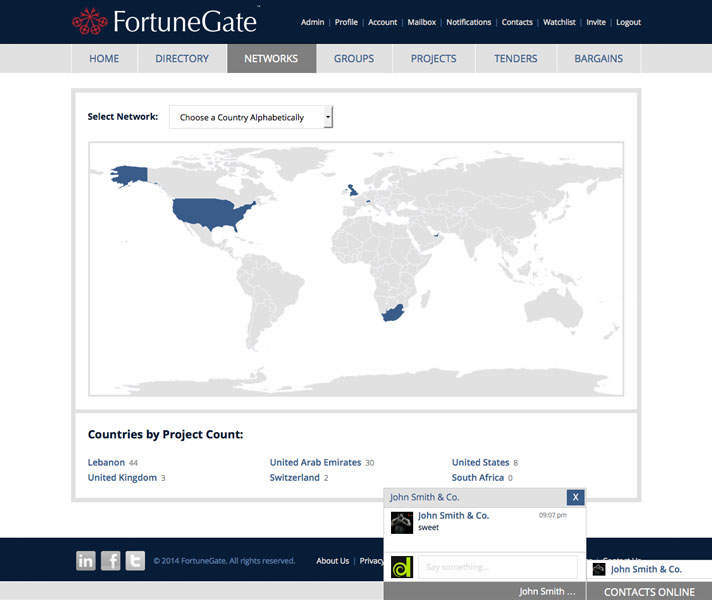 FortuneGate
Admin | Profile | Account | Mailbox | Notifications | Contacts | Watchlist | Invite | Logout
HOME DIRECTORY NETWORKS GROUPS PROJECTS TENDERS BARGAINS
Select Network: Choose a Country Alphabetically
Countries by Project Count:
Lebanon 44 United Arab Emirates 30 United States 8
United Kingdom 3 Switzerland 2 South Africa 0
John Smith & Co. X
John Smith & Co. 09:07 pm
sweet
in f t © 2014 FortuneGate, All rights reserved. About Us | Privacy
d Say something...
John Smith & Co.
John Smith ... CONTACTS ONLINE